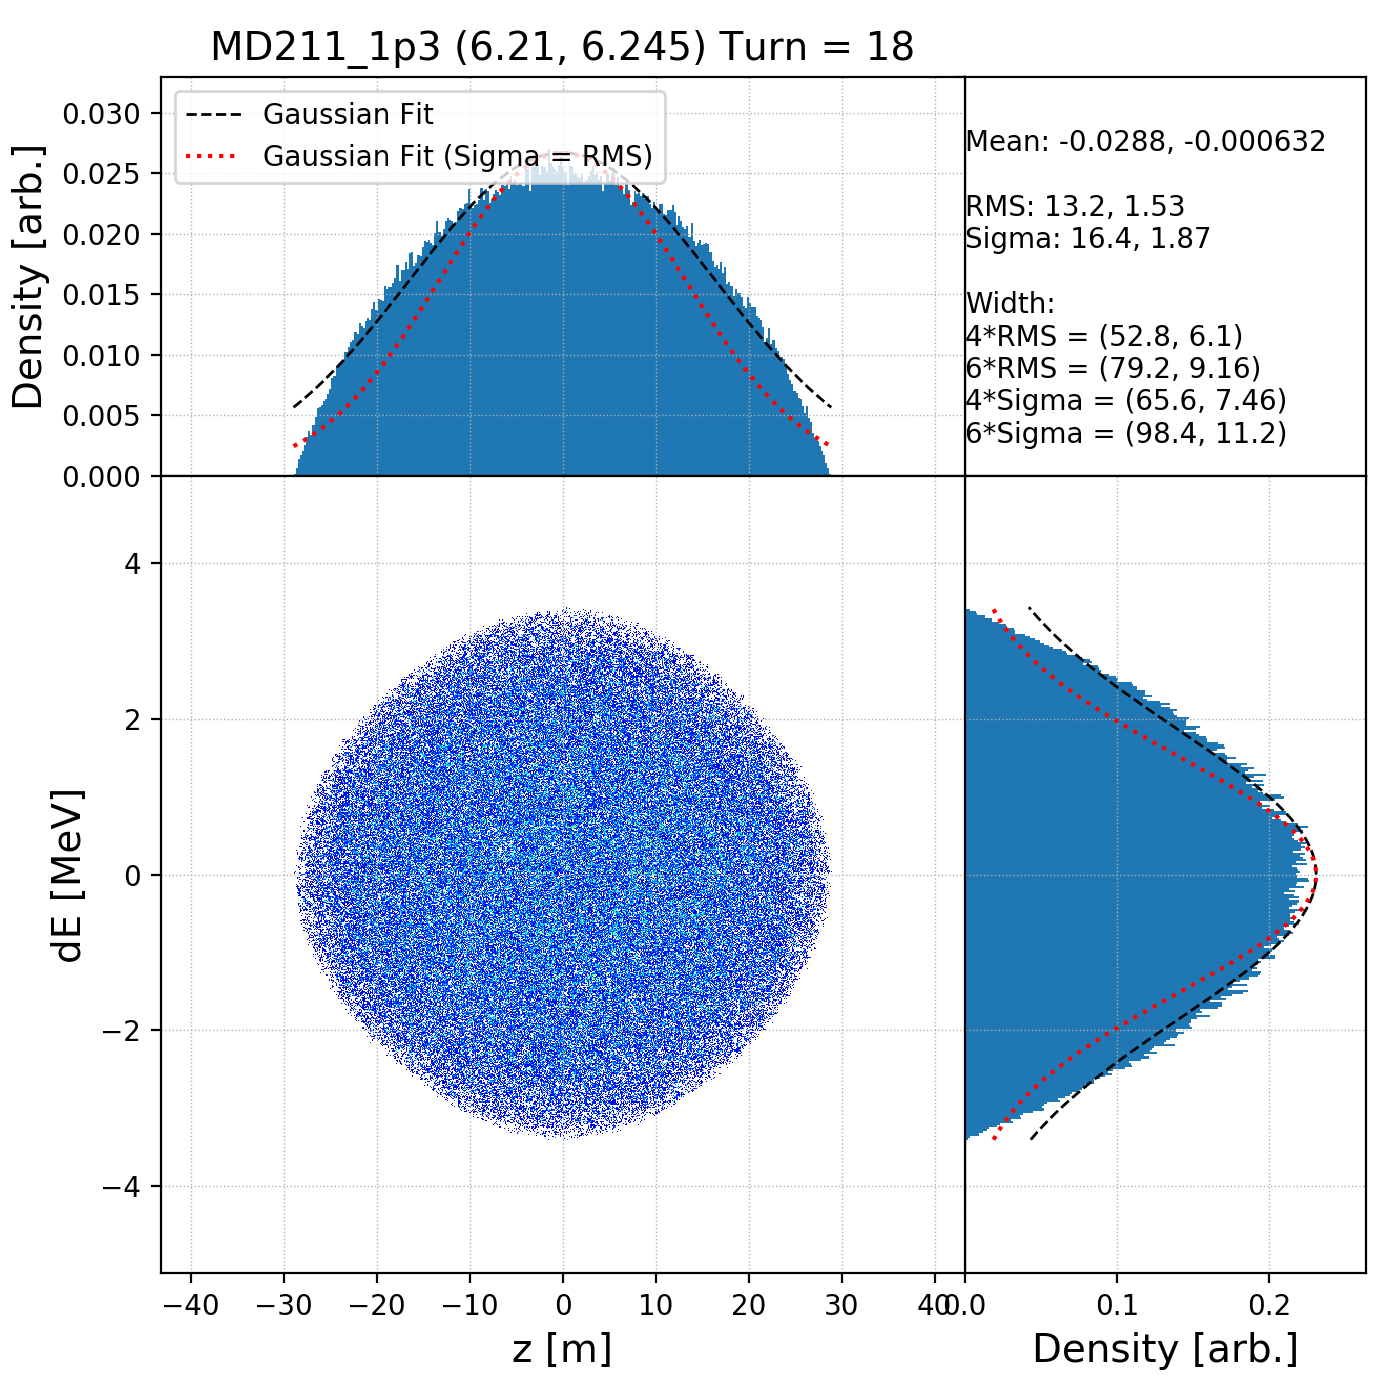 MD211_1p3 (6.21, 6.245) Turn = 18
Gaussian Fit
Gaussian Fit (Sigma = RMS)
Density [arb.]
0.030
0.025
0.020
0.015
0.010
0.005
0.000
Mean: -0.0288, -0.000632
RMS: 13.2, 1.53
Sigma: 16.4, 1.87
Width:
4*RMS = (52.8, 6.1)
6*RMS = (79.2, 9.16)
4*Sigma = (65.6, 7.46)
6*Sigma = (98.4, 11.2)
dE [MeV]
4
2
0
−2
−4
−40 −30 −20 −10 0 10 20 30 40
z [m]
0.0 0.1 0.2
Density [arb.]